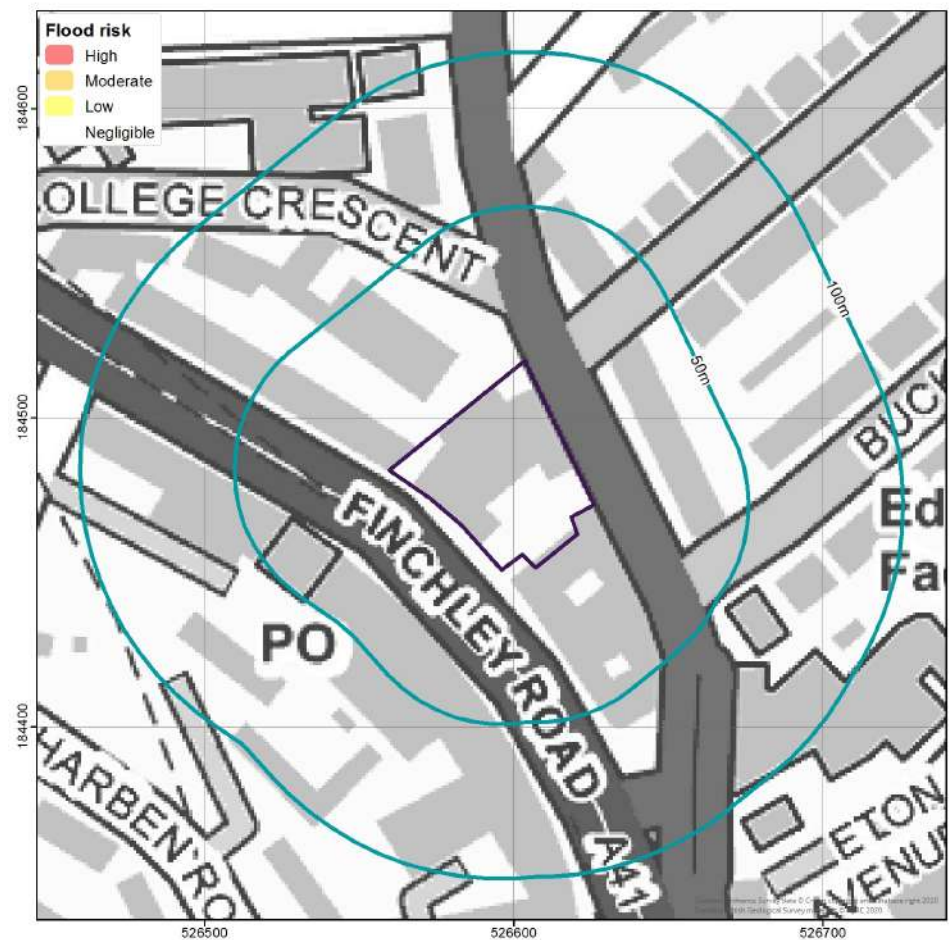 Flood risk
High
Moderate
Low
Negligible
184600
184500
184400
OLLEGE CRESCENT
100m
50m
BUCK
Ed
Fa
FINCHLEY ROAD
A41
PO
HARBEN'RO
ETON
VENUE
526500
526600
526700